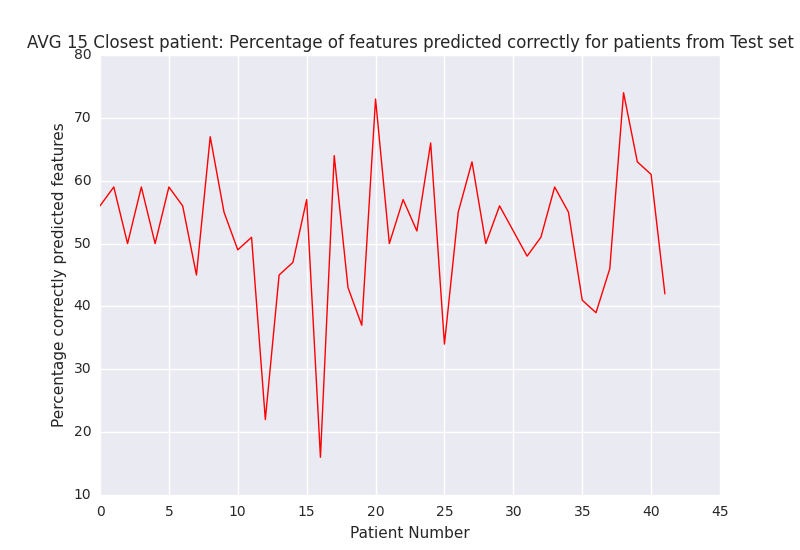 AVG 15 Closest patient: Percentage of features predicted correctly for patients from Test set
Percentage correctly predicted features
80
70
60
50
40
30
20
10
0 5 10 15 20 25 30 35 40 45
Patient Number